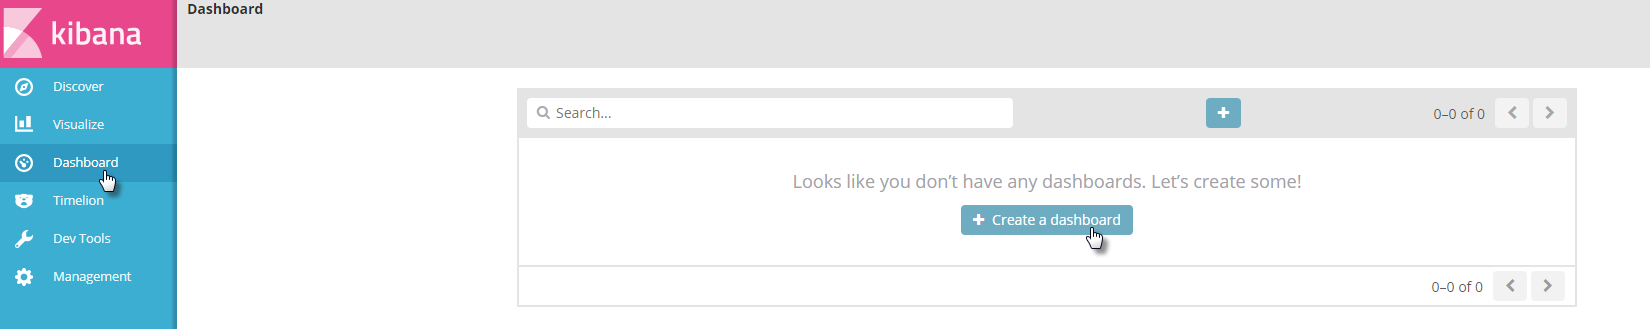 Dashboard
kibana
Discover
Visualize
Dashboard
Timelion
Dev Tools
Management
Search...
0–0 of 0
Looks like you don’t have any dashboards. Let’s create some!
Create a dashboard
0–0 of 0